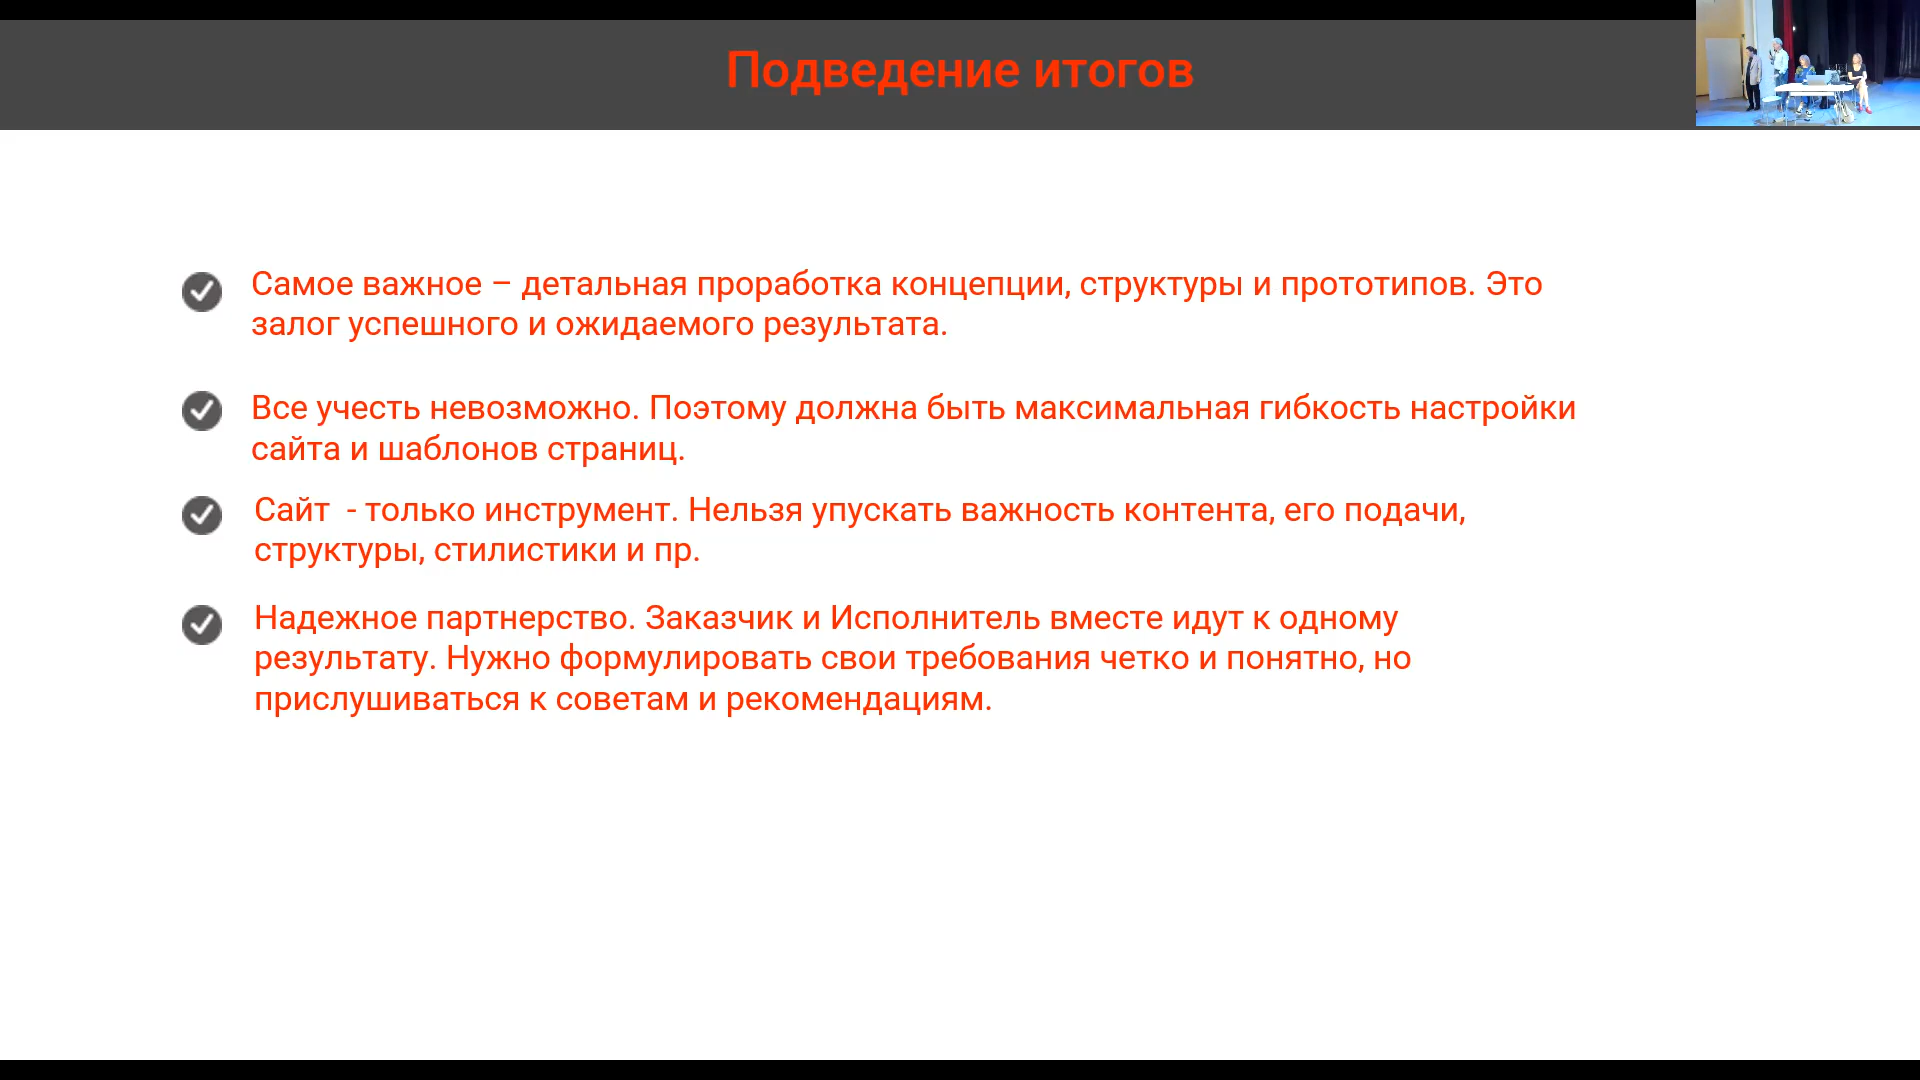 Подведение итогов
Самое важное – детальная проработка концепции, структуры и прототипов. Это
залог успешного и ожидаемого результата.
Все учесть невозможно. Поэтому должна быть максимальная гибкость настройки
сайта и шаблонов страниц.
Сайт  - только инструмент. Нельзя упускать важность контента, его подачи,
структуры, стилистики и пр.
Надежное партнерство. Заказчик и Исполнитель вместе идут к одному
результату. Нужно формулировать свои требования четко и понятно, но
прислушиваться к советам и рекомендациям.